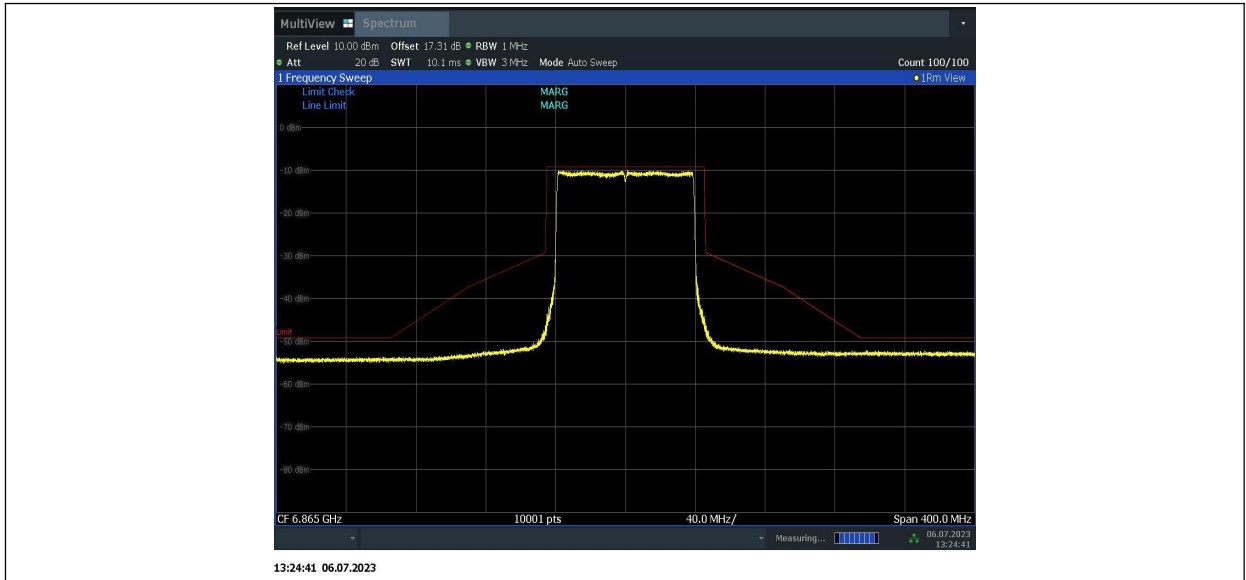 MultiView Spectrum
Ref Level 10.00 dBm Offset 17.31 dB RBW 1 MHz
Att 20 dB SWT 10.1 ms VBW 3 MHz Mode Auto Sweep Count 100/100
1 Frequency Sweep 1Rm View
Limit Check MARG
Line Limit MARG
0 dBm
-10 dBm
-20 dBm
-30 dBm
-40 dBm
Limit
-50 dBm
-60 dBm
-70 dBm
-80 dBm
CF 6.865 GHz 10001 pts 40.0 MHz/ Span 400.0 MHz
Measuring... 06.07.2023
13:24:41
13:24:41 06.07.2023